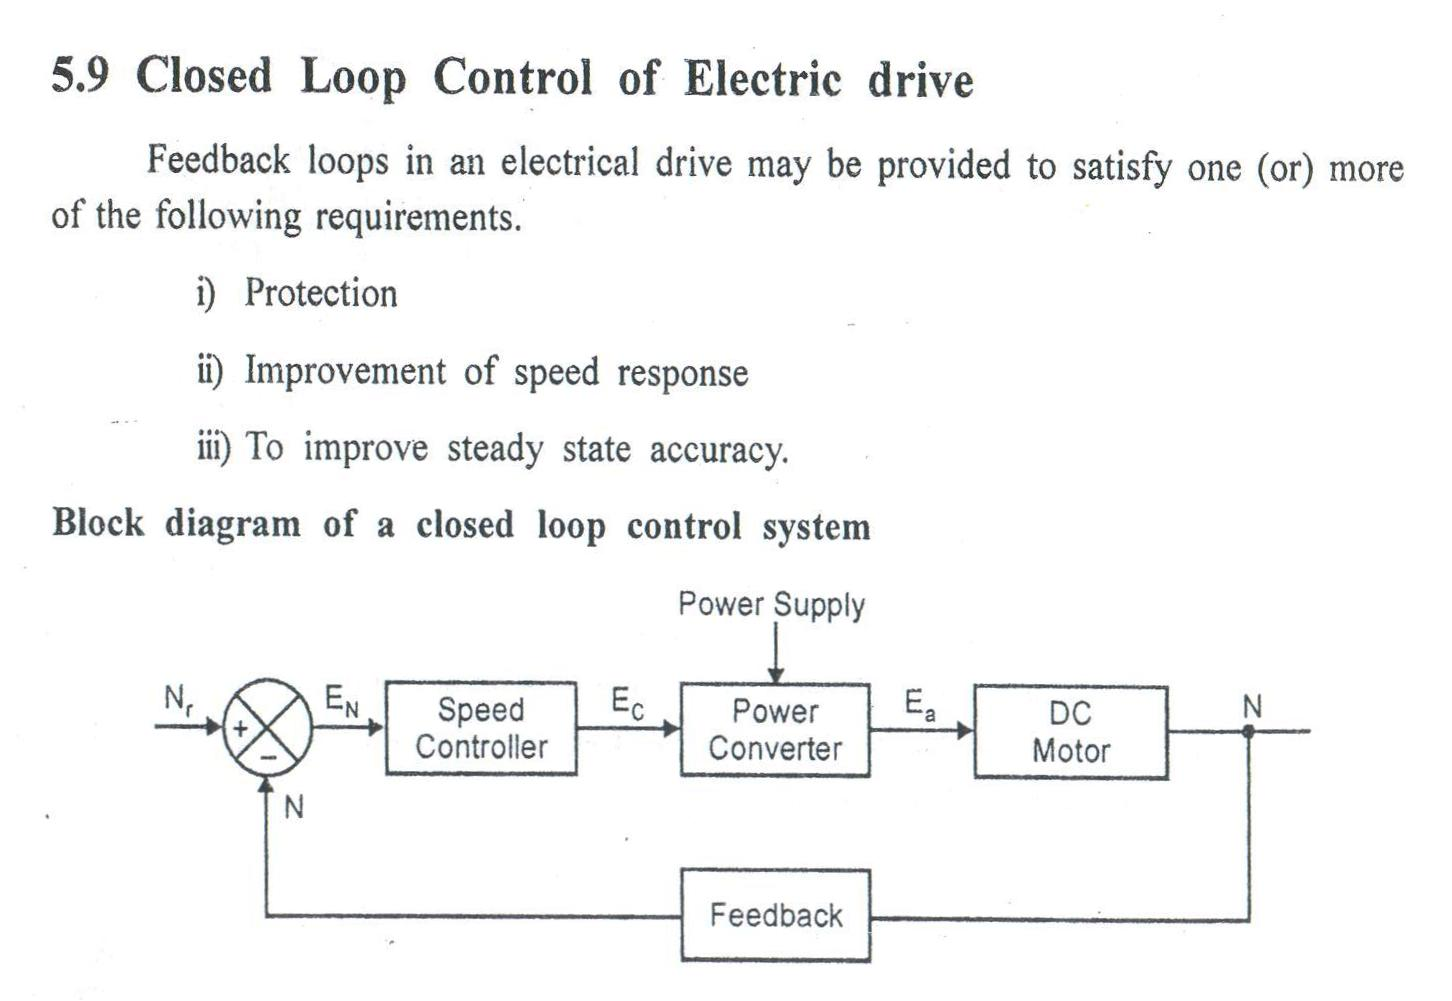 5.9 Closed Loop Control of Electric drive
Feedback loops in an electrical drive may be provided to satisfy one (or) more
of the following requirements.
i) Protection
ii) Improvement of speed response
iii) To improve steady state accuracy.
Block diagram of a closed loop control system
Power Supply
Nr
+
−
EN
Speed
Controller
EC
Power
Converter
Ea
DC
Motor
N
N
Feedback